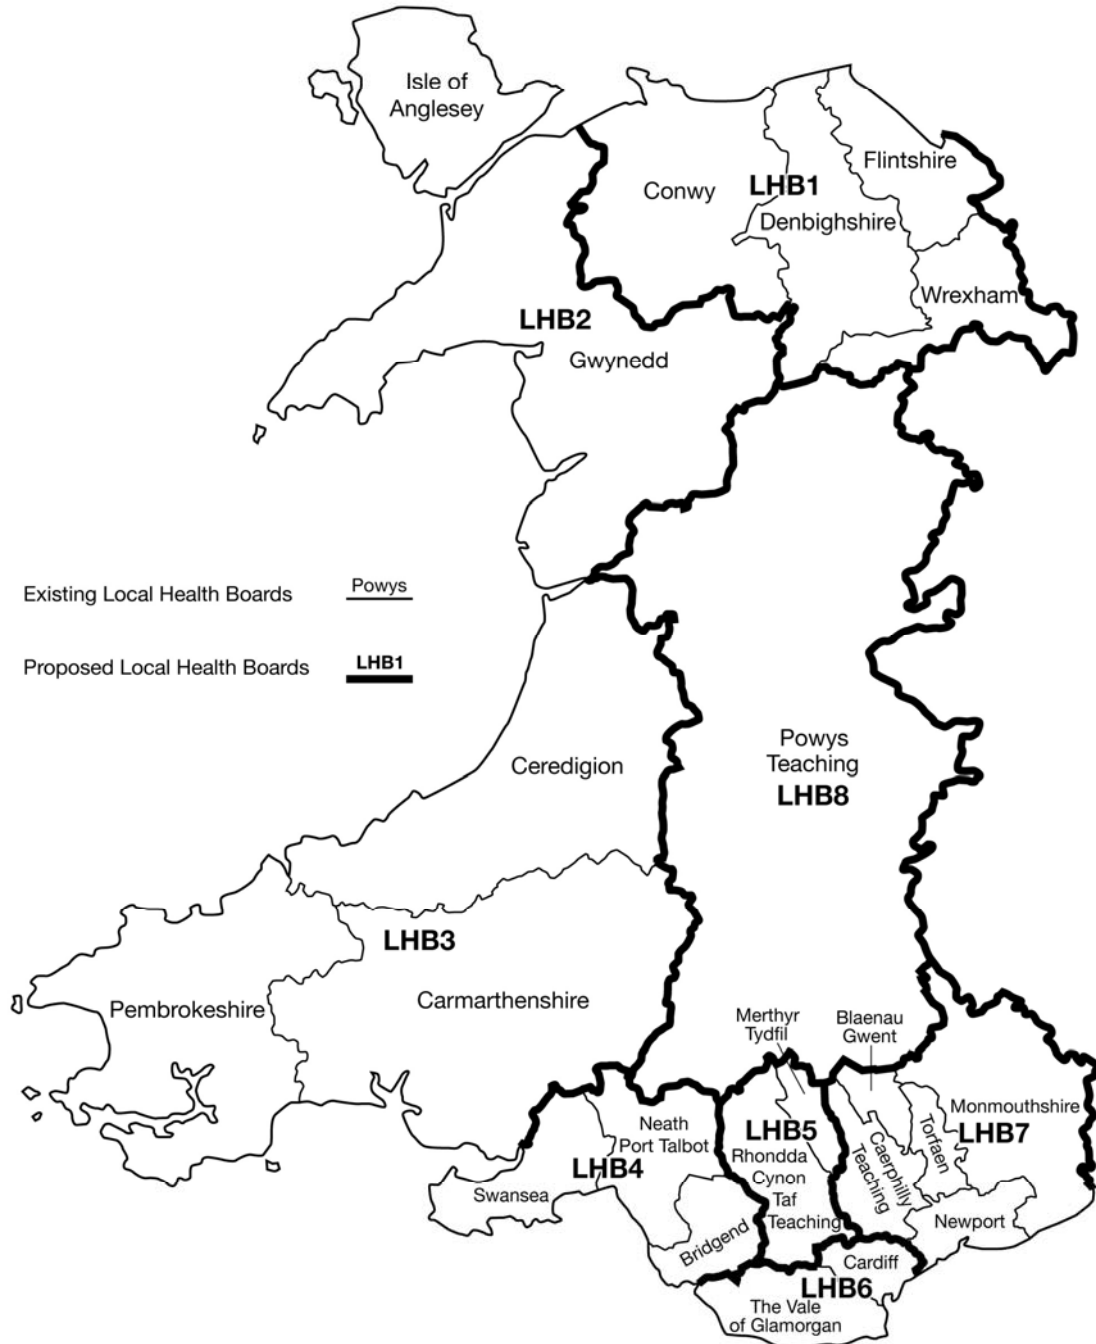 Isle of
Anglesey
Flintshire
Conwy
LHB1
Denbighshire
Wrexham
LHB2
Gwynedd
Existing Local Health Boards
Powys
Proposed Local Health Boards
LHB1
Ceredigion
Powys
Teaching
LHB8
LHB3
Carmarthenshire
Pembrokeshire
Merthyr
Tydfil
Blaenau
Gwent
Monmouthshire
LHB7
Torfaen
Caerphilly
Teaching
Neath
Port Talbot
LHB4
Swansea
Bridgend
LHB5
Rhondda
Cynon
Taf
Teaching
Newport
Cardiff
LHB6
The Vale
of Glamorgan